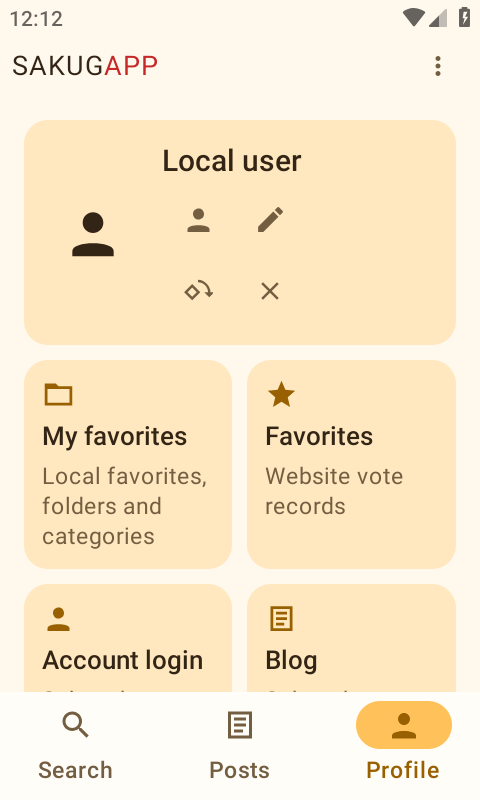 12:12
SAKUGAPP
Local user
My favorites
Local favorites,
folders and
categories
Favorites
Website vote
records
Account login
Blog
Search
Posts
Profile